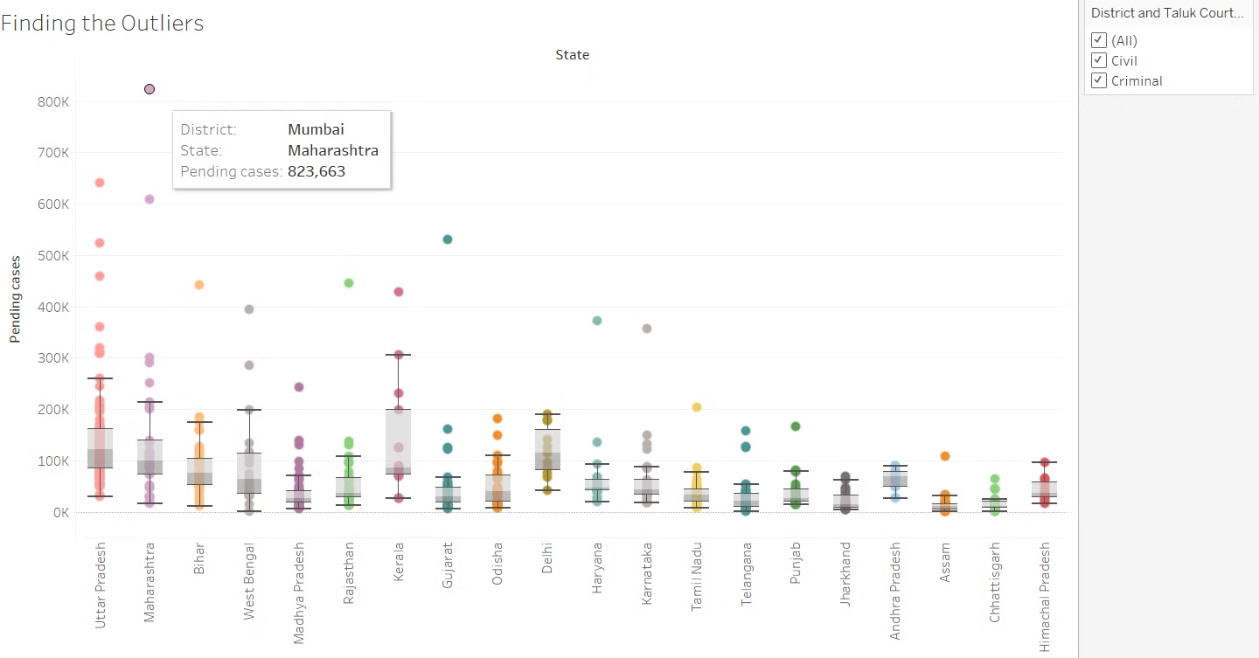 Finding the Outliers
State
District and Taluk Court...
(All)
Civil
Criminal
District: Mumbai
State: Maharashtra
Pending cases: 823,663
Pending cases
800K
700K
600K
500K
400K
300K
200K
100K
0K
Uttar Pradesh
Maharashtra
Bihar
West Bengal
Madhya Pradesh
Rajasthan
Kerala
Gujarat
Odisha
Delhi
Haryana
Karnataka
Tamil Nadu
Telangana
Punjab
Jharkhand
Andhra Pradesh
Assam
Chhattisgarh
Himachal Pradesh